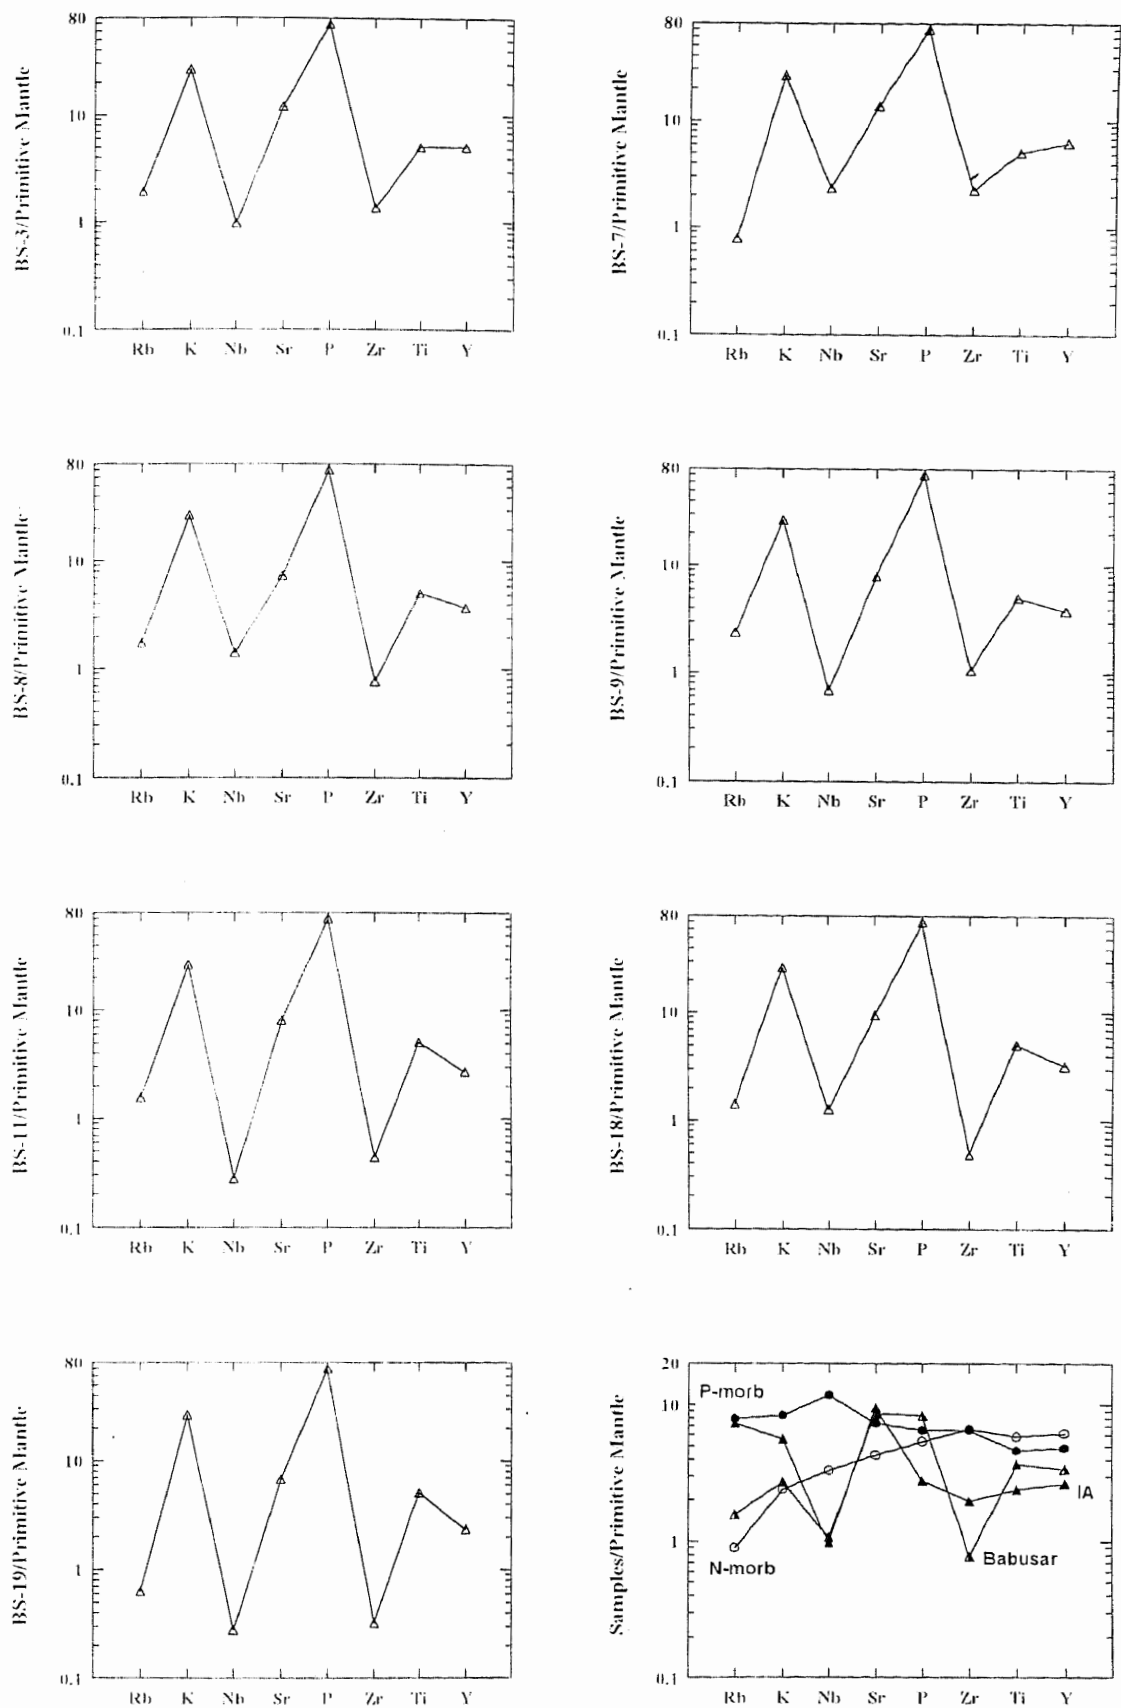 BS-3/Primitive Mantle
80
10
1
0.1
Rb K Nb Sr P Zr Ti Y
BS-7/Primitive Mantle
80
10
1
0.1
Rb K Nb Sr P Zr Ti Y
BS-8/Primitive Mantle
80
10
1
0.1
Rb K Nb Sr P Zr Ti Y
BS-9/Primitive Mantle
80
10
1
0.1
Rb K Nb Sr P Zr Ti Y
BS-11/Primitive Mantle
80
10
1
0.1
Rb K Nb Sr P Zr Ti Y
BS-18/Primitive Mantle
80
10
1
0.1
Rb K Nb Sr P Zr Ti Y
BS-19/Primitive Mantle
80
10
1
0.1
Rb K Nb Sr P Zr Ti Y
Samples/Primitive Mantle
20
10
1
0.1
P-morb
IA
Babusar
N-morb
Rb K Nb Sr P Zr Ti Y